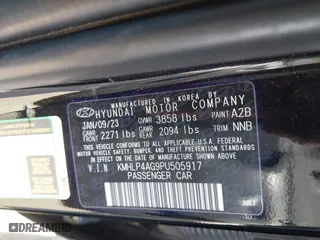 MANUFACTURED IN KOREA BY
HYUNDAI MOTOR COMPANY
JAN/09/23 GVWR 3858 lbs PAINT A2B
GAWR FRONT 2271 lbs GAWR REAR 2094 lbs TRIM NNB
THIS VEHICLE CONFORMS TO ALL APPLICABLE
U.S. FEDERAL MOTOR VEHICLE SAFETY BUMPER,
AND THEFT PREVENTION STANDARDS IN EFFECT ON
THE DATE OF MANUFACTURE SHOWN ABOVE.
V.I.N KMHLP4AG9PU505917
PASSENGER CAR
© DREAMBID.COM